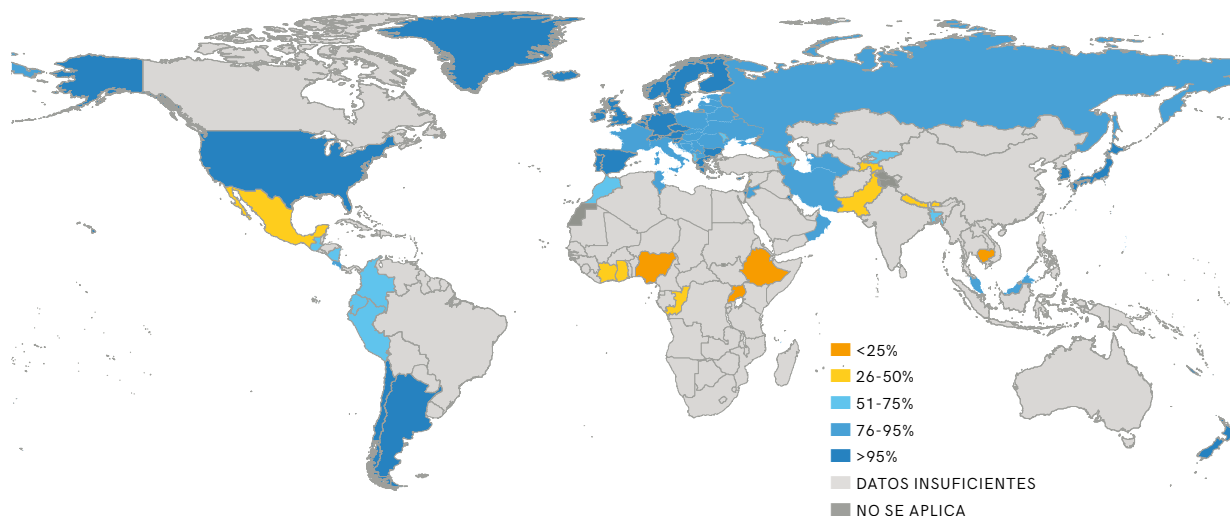 <25%
26-50%
51-75%
76-95%
>95%
DATOS INSUFICIENTES
NO SE APLICA